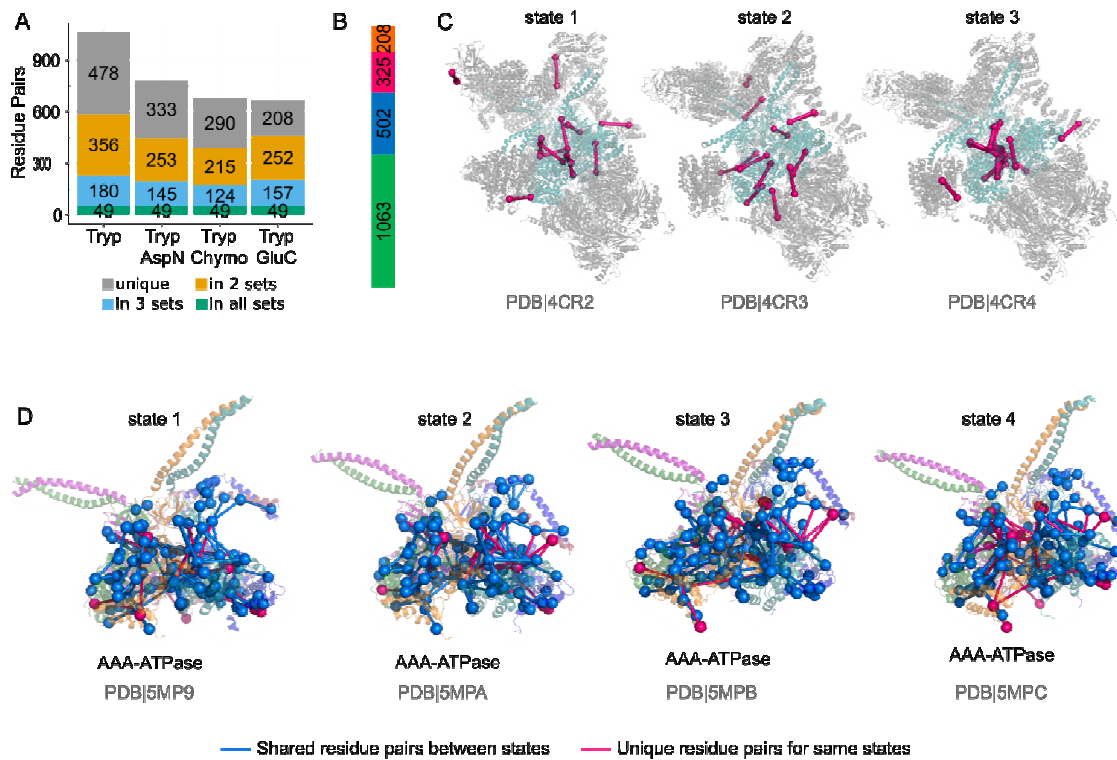 A
Residue Pairs
900
600
300
0
478
356
180
49
333
253
145
49
290
215
124
49
208
252
157
49
Tryp
Tryp
AspN
Tryp
Chymo
Tryp
GluC
unique
in 2 sets
in 3 sets
in all sets
B
208
325
502
1063
C
state 1
state 2
state 3
PDB|4CR2
PDB|4CR3
PDB|4CR4
D
state 1
state 2
state 3
state 4
AAA-ATPase
AAA-ATPase
AAA-ATPase
AAA-ATPase
PDB|5MP9
PDB|5MPA
PDB|5MPB
PDB|5MPC
Shared residue pairs between states
Unique residue pairs for same states